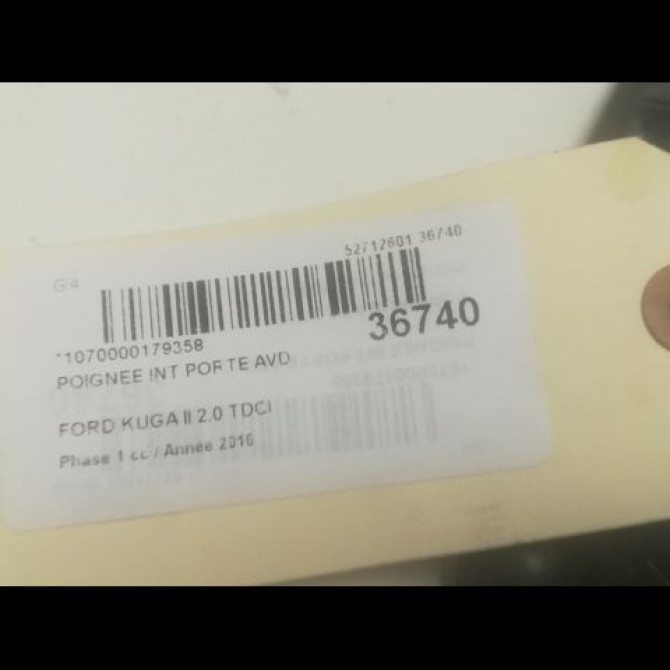 52712601 36740
G4
36740
*1070000179358
POIGNEE INT PORTE AVD
FORD KUGA II 2.0 TDCI
Phase 1 cc / Année 2016